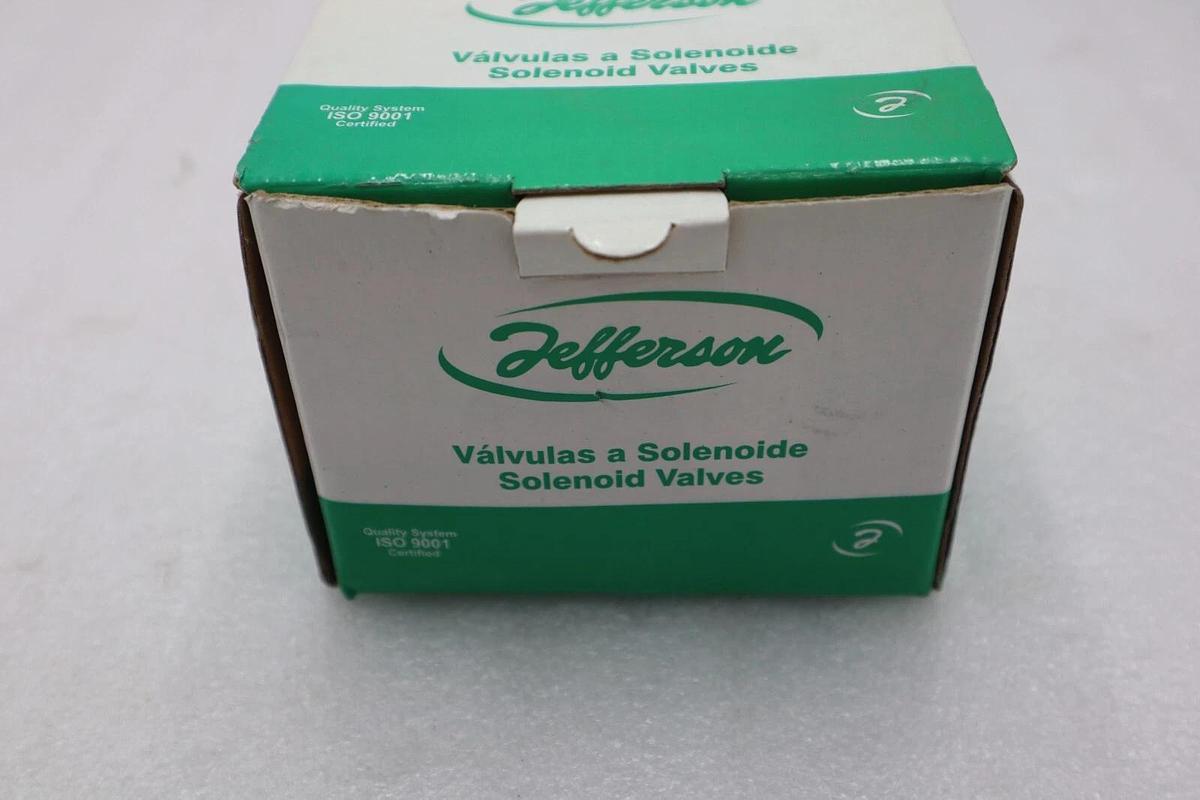 Jefferson
Válvulas a Solenoide
Solenoid Valves
Quality System
ISO 9001
Certified
Jefferson
Válvulas a Solenoide
Solenoid Valves
Quality System
ISO 9001
Certified